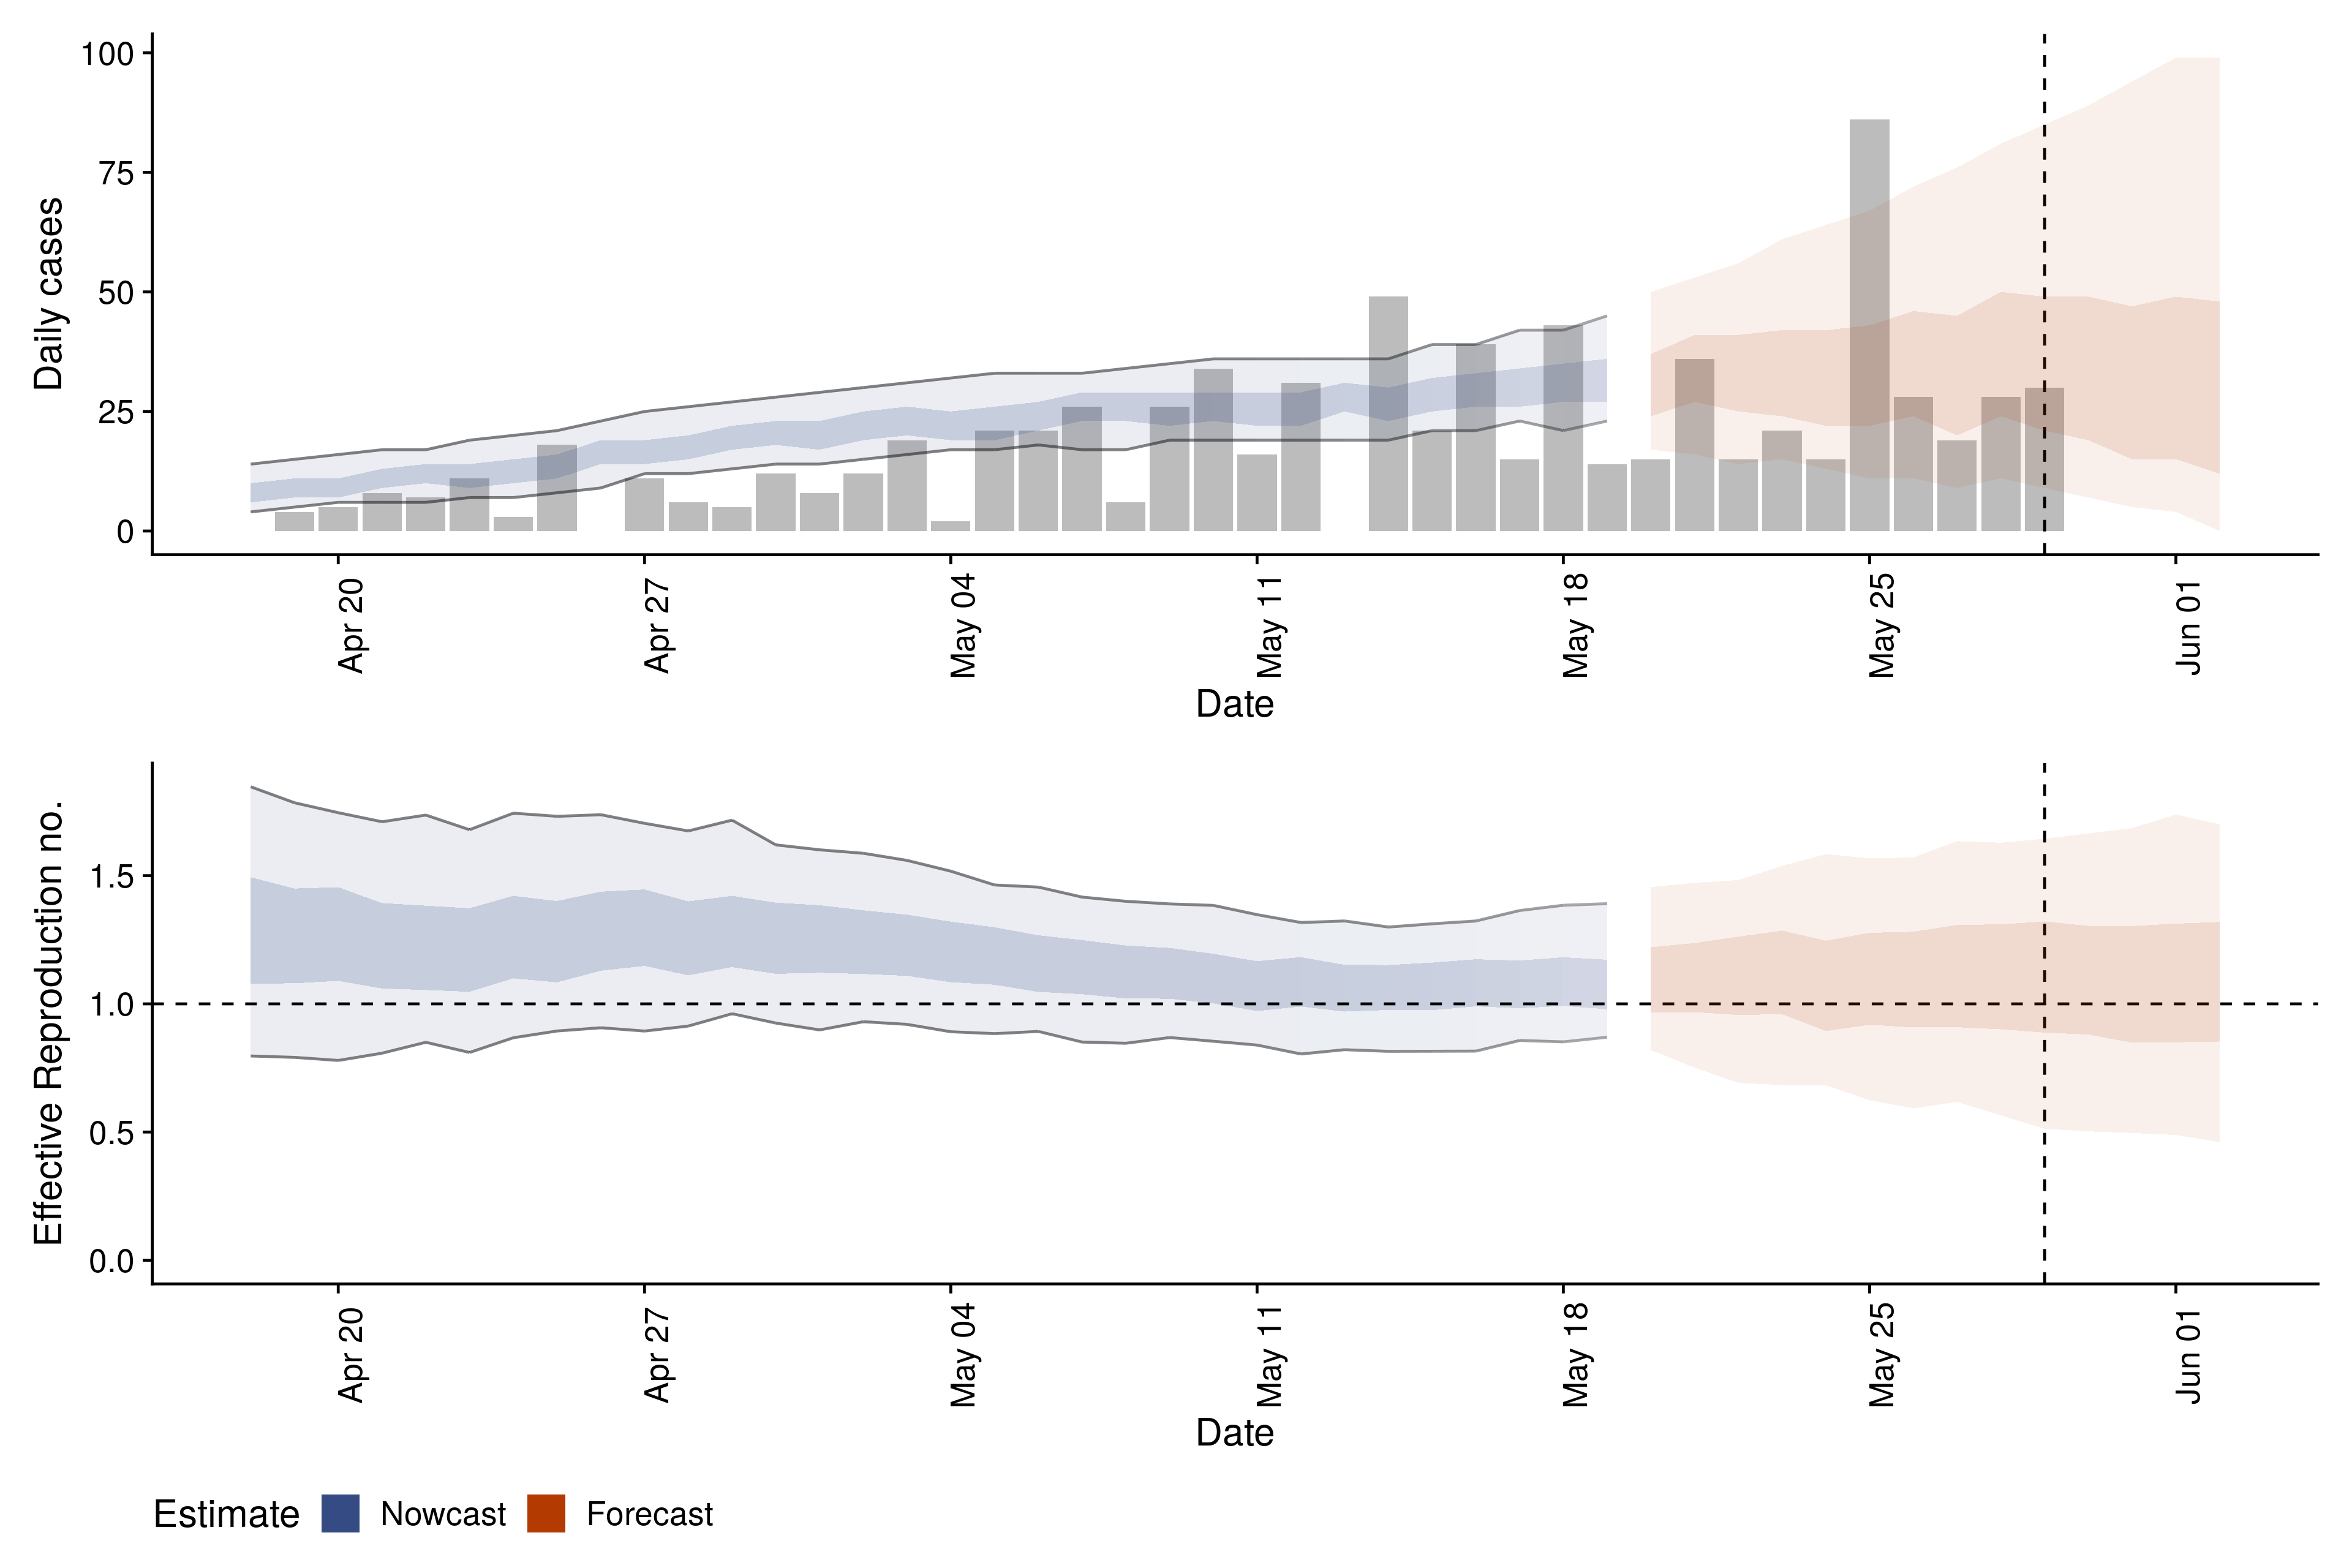 Daily cases
100
75
50
25
0
Apr 20
Apr 27
May 04
May 11
May 18
May 25
Jun 01
Date
Effective Reproduction no.
1.5
1.0
0.5
0.0
Apr 20
Apr 27
May 04
May 11
May 18
May 25
Jun 01
Date
Estimate Nowcast Forecast